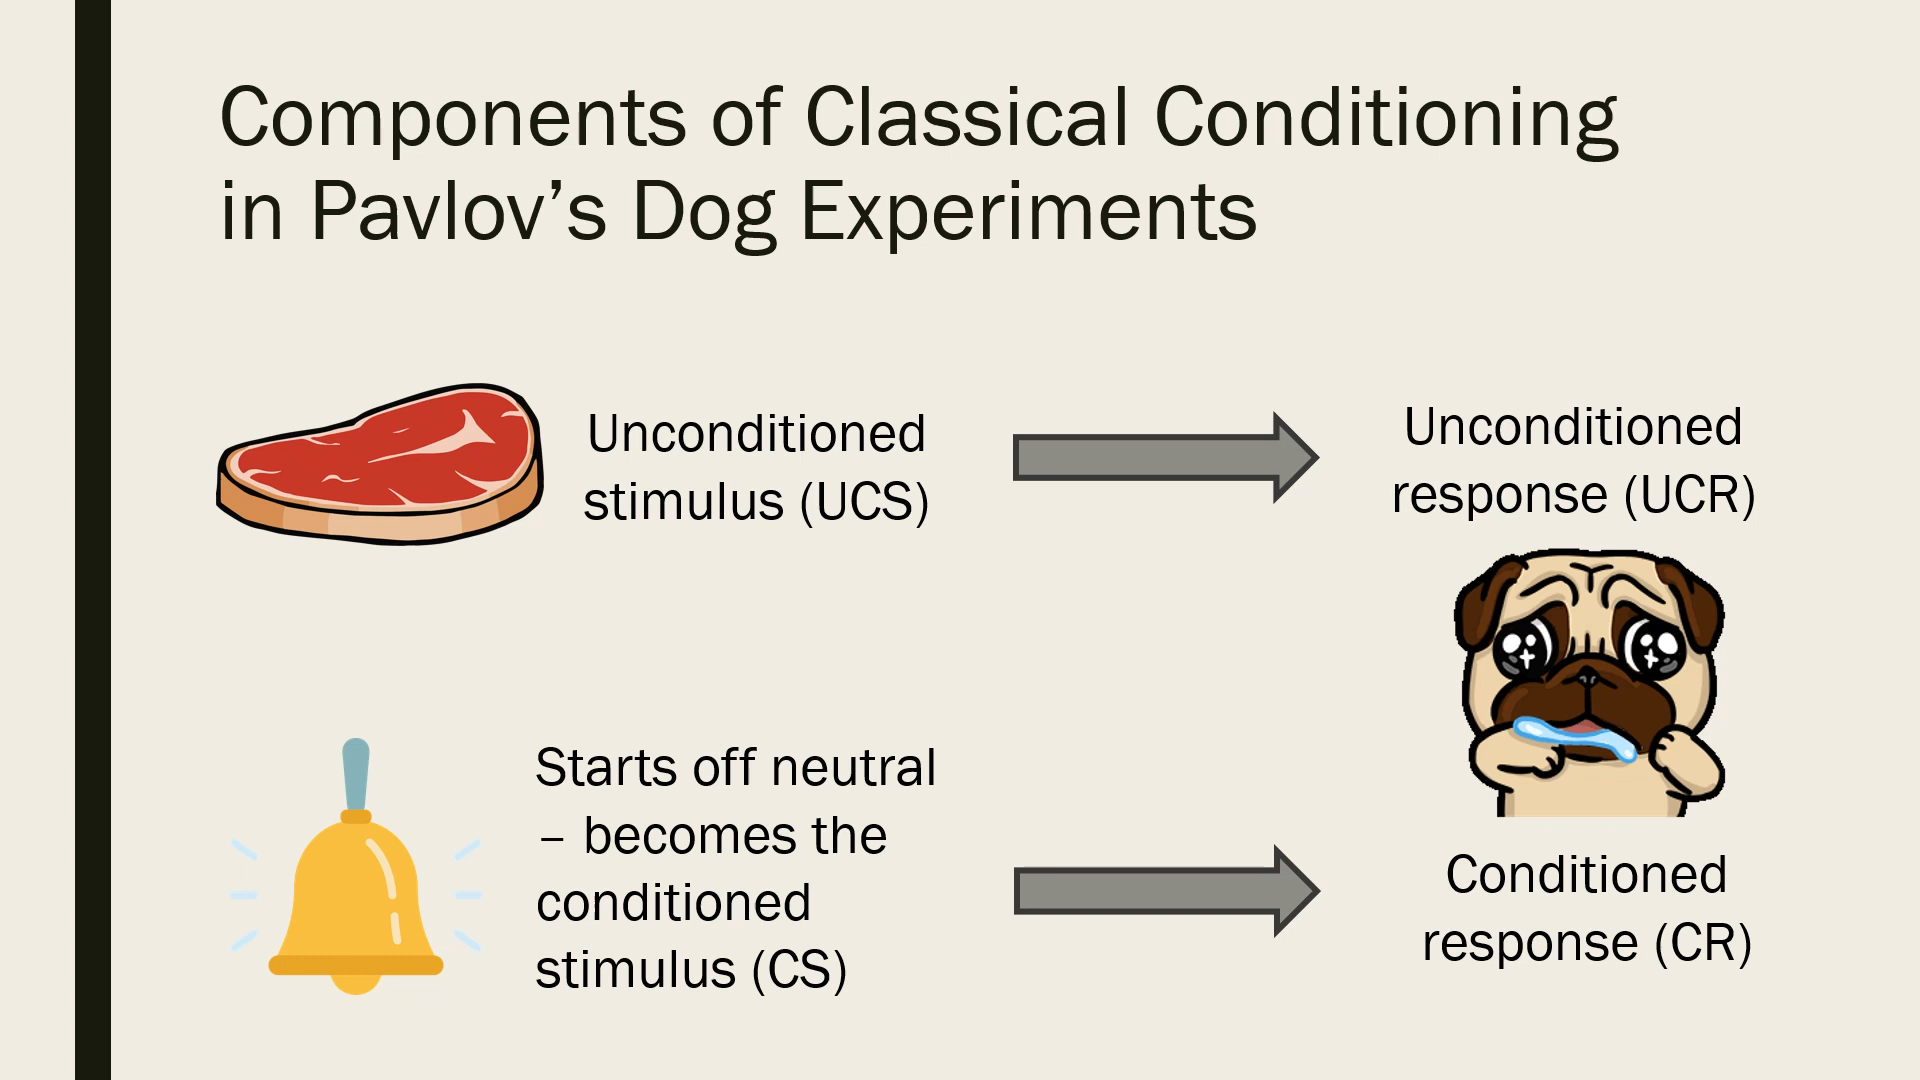 Components of Classical Conditioning
in Pavlov’s Dog Experiments
Unconditioned
stimulus (UCS)
Unconditioned
response (UCR)
Starts off neutral
– becomes the
conditioned
stimulus (CS)
Conditioned
response (CR)